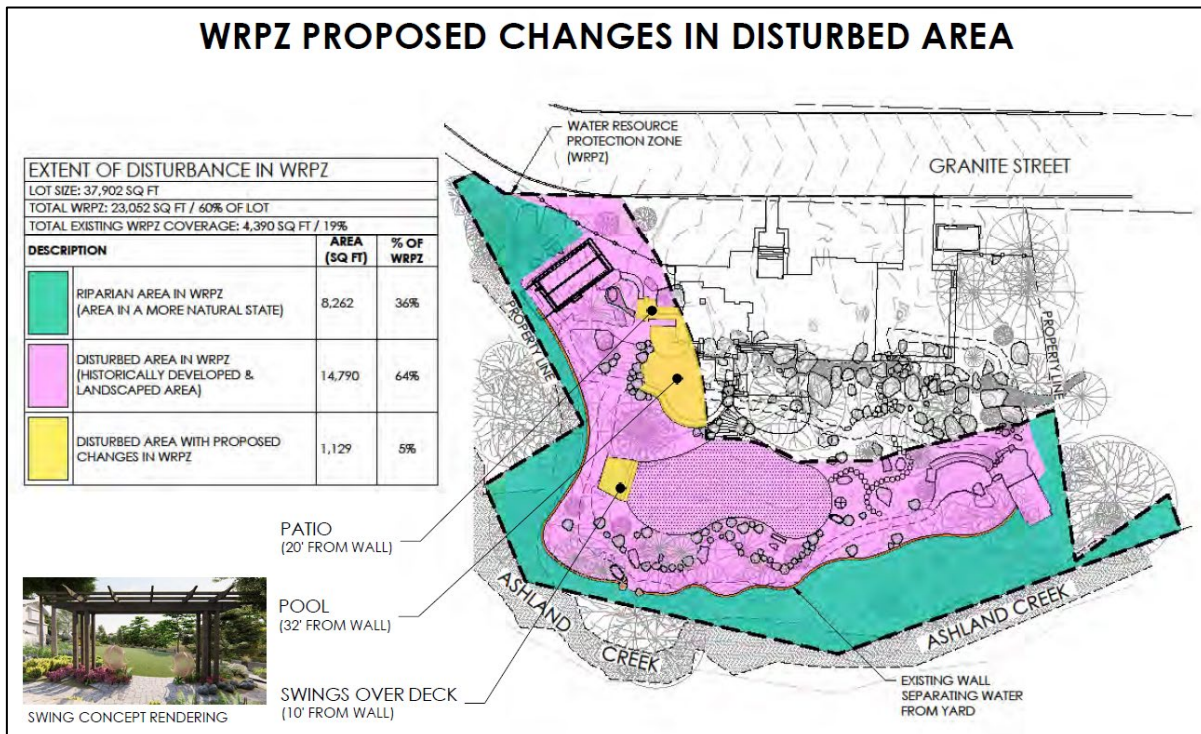 WRPZ PROPOSED CHANGES IN DISTURBED AREA
WATER RESOURCE
PROTECTION ZONE
(WRPZ)
GRANITE STREET
EXTENT OF DISTURBANCE IN WRPZ
LOT SIZE: 37,902 SQ FT
TOTAL WRPZ: 23,052 SQ FT / 60% OF LOT
TOTAL EXISTING WRPZ COVERAGE: 4,390 SQ FT / 19%
DESCRIPTION
AREA
(SQ FT)
% OF
WRPZ
RIPARIAN AREA IN WRPZ
(AREA IN A MORE NATURAL STATE)
8,262
36%
DISTURBED AREA IN WRPZ
(HISTORICALLY DEVELOPED &
LANDSCAPED AREA)
14,790
64%
DISTURBED AREA WITH PROPOSED
CHANGES IN WRPZ
1,129
5%
PROPERTY LINE
PROPERTY LINE
PATIO
(20' FROM WALL)
POOL
(32' FROM WALL)
SWINGS OVER DECK
(10' FROM WALL)
SWING CONCEPT RENDERING
ASHLAND
CREEK
ASHLAND CREEK
EXISTING WALL
SEPARATING WATER
FROM YARD